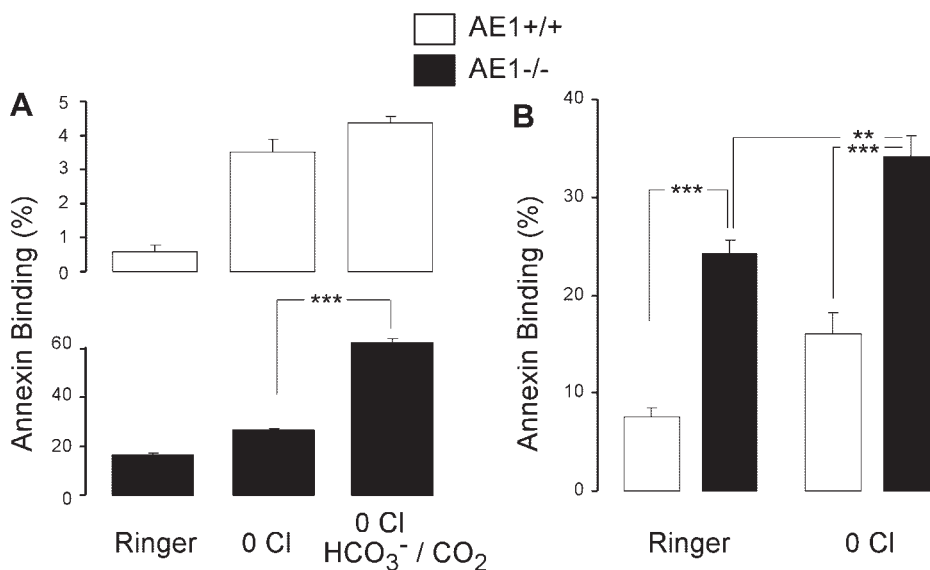 AE1+/+
AE1-/-
A
Annexin Binding (%)
5
4
3
2
1
0
***
60
40
20
0
Ringer
0 Cl
0 Cl
HCO₃⁻ / CO₂
B
Annexin Binding (%)
40
30
20
10
0
***
**
***
Ringer
0 Cl